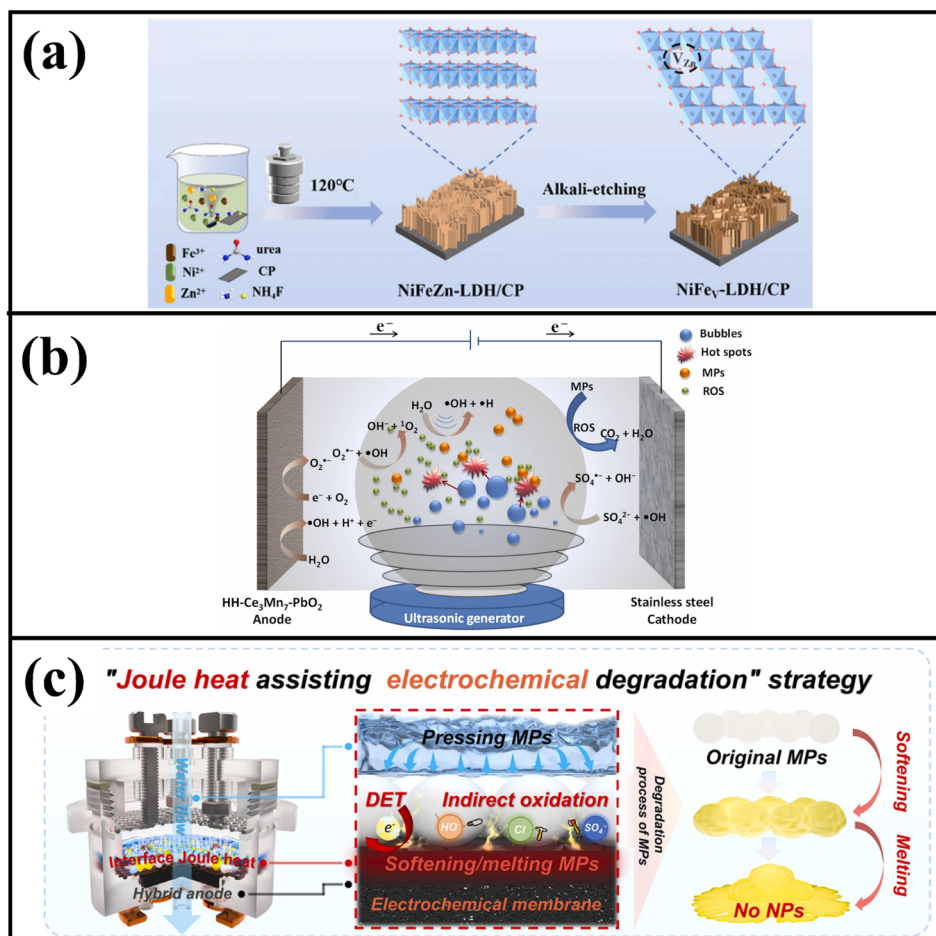 (a)
120℃
Alkali-etching
V_Zn
Fe³⁺
urea
Ni²⁺
CP
Zn²⁺
NH₄F
NiFeZn-LDH/CP
NiFe_V-LDH/CP
(b)
e⁻
e⁻
Bubbles
Hot spots
MPs
ROS
H₂O
•OH + •H
OH⁻ + ¹O₂
O₂•⁻
O₂•⁻ + •OH
e⁻ + O₂
•OH + H⁺ + e⁻
H₂O
MPs
ROS
CO₂ + H₂O
SO₄•⁻ + OH⁻
SO₄²⁻ + •OH
HH-Ce₃Mn₇-PbO₂
Anode
Ultrasonic generator
Stainless steel
Cathode
(c)
"Joule heat assisting electrochemical degradation" strategy
Water flow
Interface Joule heat
Hybrid anode
Pressing MPs
DET
Indirect oxidation
e⁻
HO
Cl
SO₄⁻
Softening/melting MPs
Electrochemical membrane
Degradation
process of MPs
Original MPs
Softening
Melting
No NPs